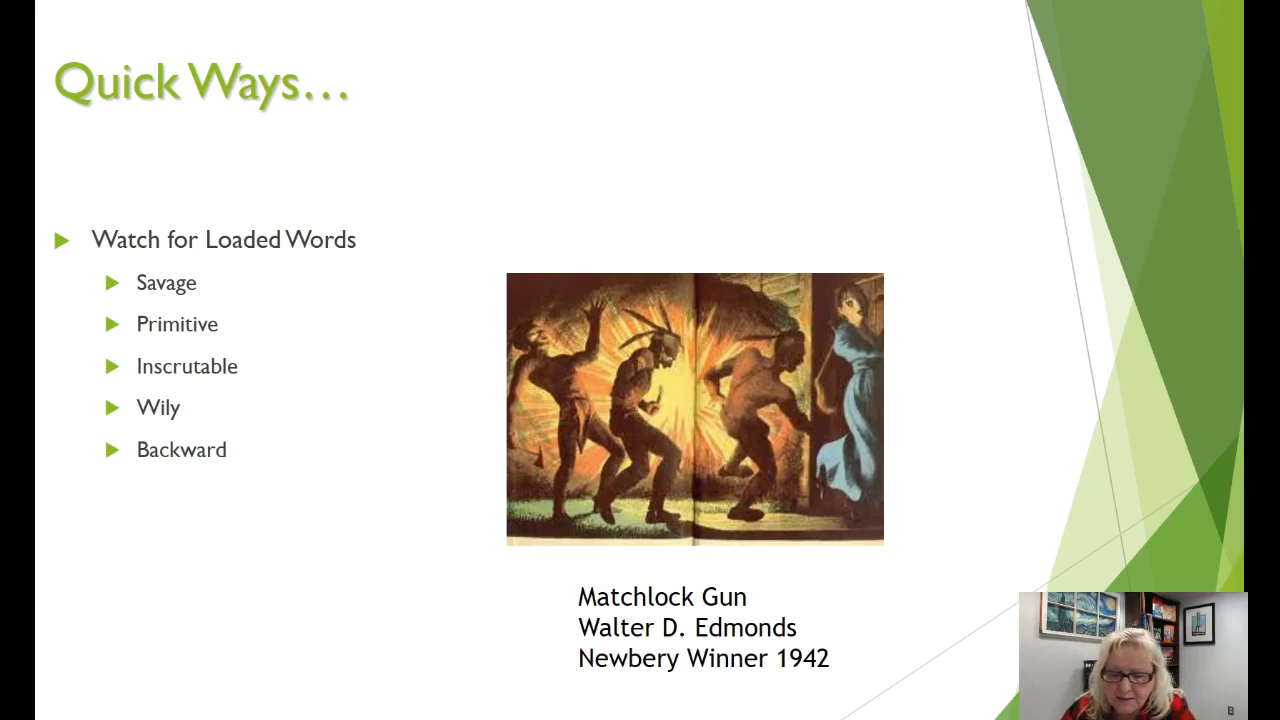 Quick Ways…
Watch for Loaded Words
Savage
Primitive
Inscrutable
Wily
Backward
Matchlock Gun
Walter D. Edmonds
Newbery Winner 1942